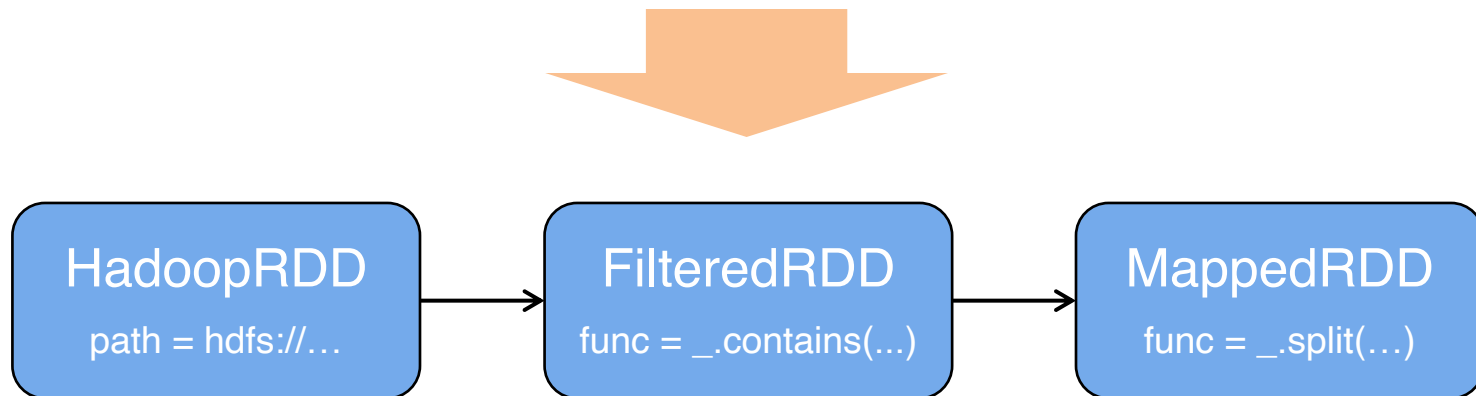 HadoopRDD
path = hdfs://…
FilteredRDD
func = _.contains(...)
MappedRDD
func = _.split(…)